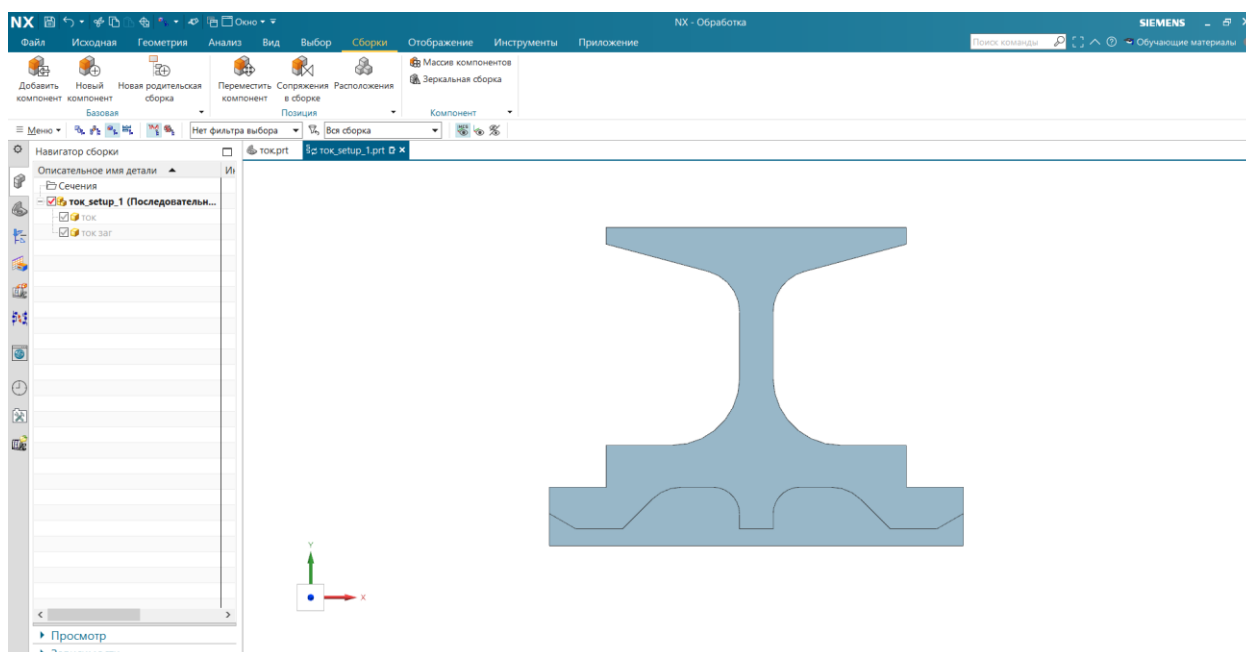 NX Окно NX - Обработка SIEMENS
Файл Исходная Геометрия Анализ Вид Выбор Сборки Отображение Инструменты Приложение Поиск команды Обучающие материалы
Добавить компонент Новый компонент Новая родительская сборка Переместить компонент Сопряжения в сборке Расположения Массив компонентов
Зеркальная сборка
Базовая Позиция Компонент
Меню Нет фильтра выбора Вся сборка
Навигатор сборки ток.prt ток_setup_1.prt
Описательное имя детали
Сечения
ток_setup_1 (Последовательн...
ток
ток заг
Y
X
Просмотр